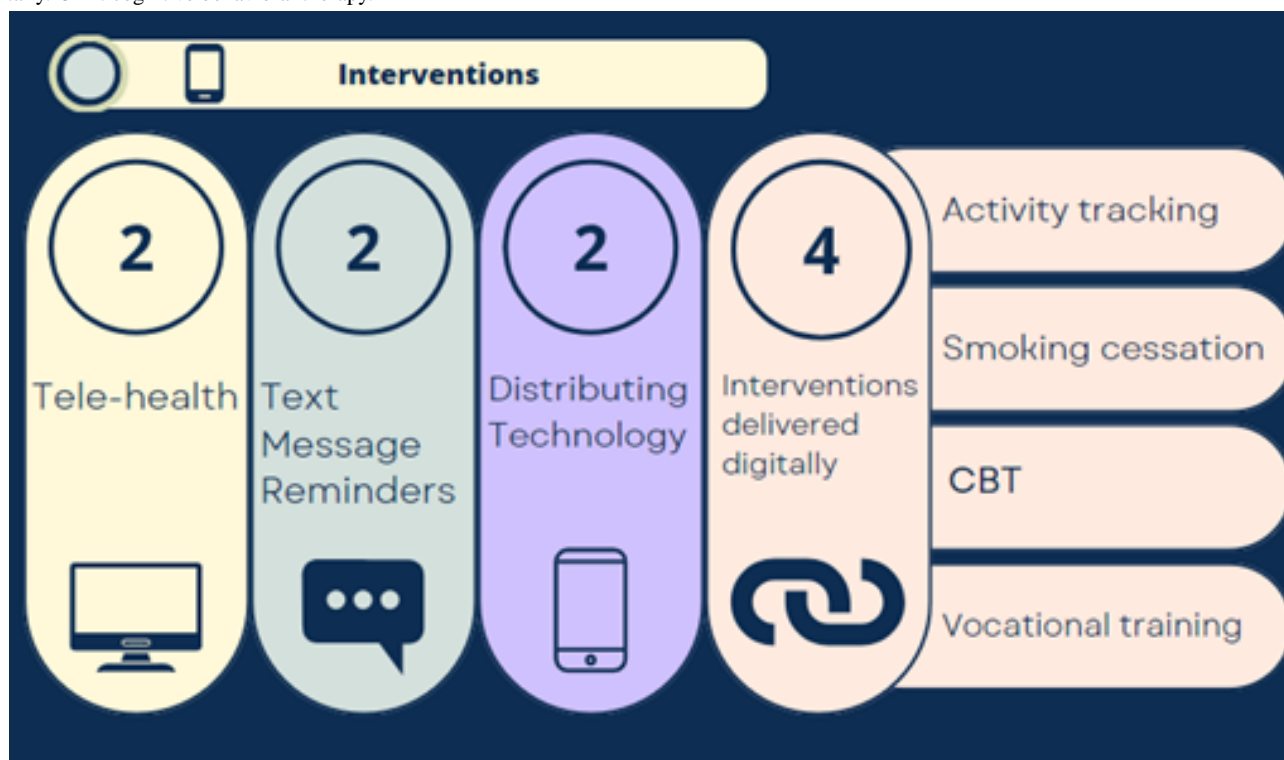 Interventions
2
Tele-health
2
Text
Message
Reminders
2
Distributing
Technology
4
Interventions
delivered
digitally
Activity tracking
Smoking cessation
CBT
Vocational training